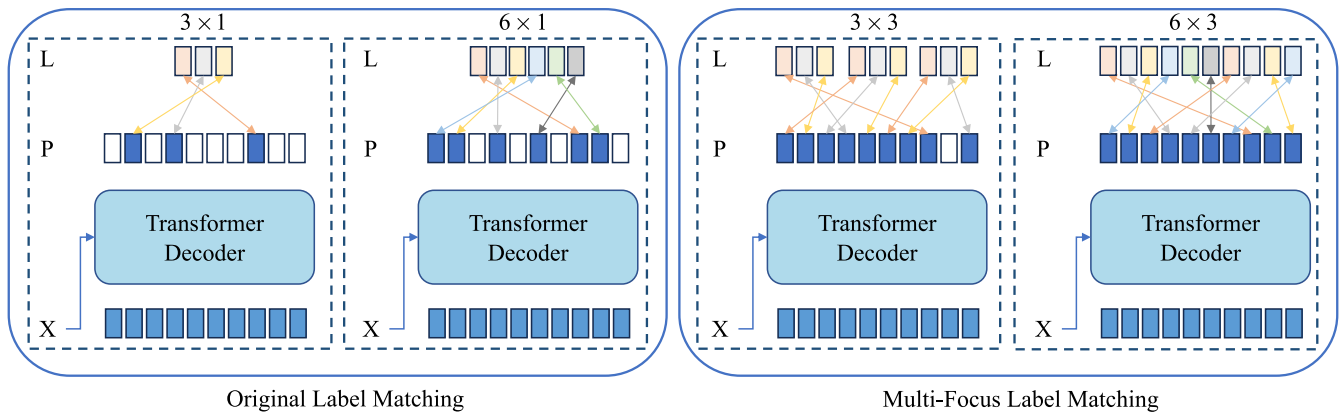 3 × 1
6 × 1
3 × 3
6 × 3
L
L
L
L
P
P
P
P
Transformer
Decoder
Transformer
Decoder
Transformer
Decoder
Transformer
Decoder
X
X
X
X
Original Label Matching
Multi-Focus Label Matching